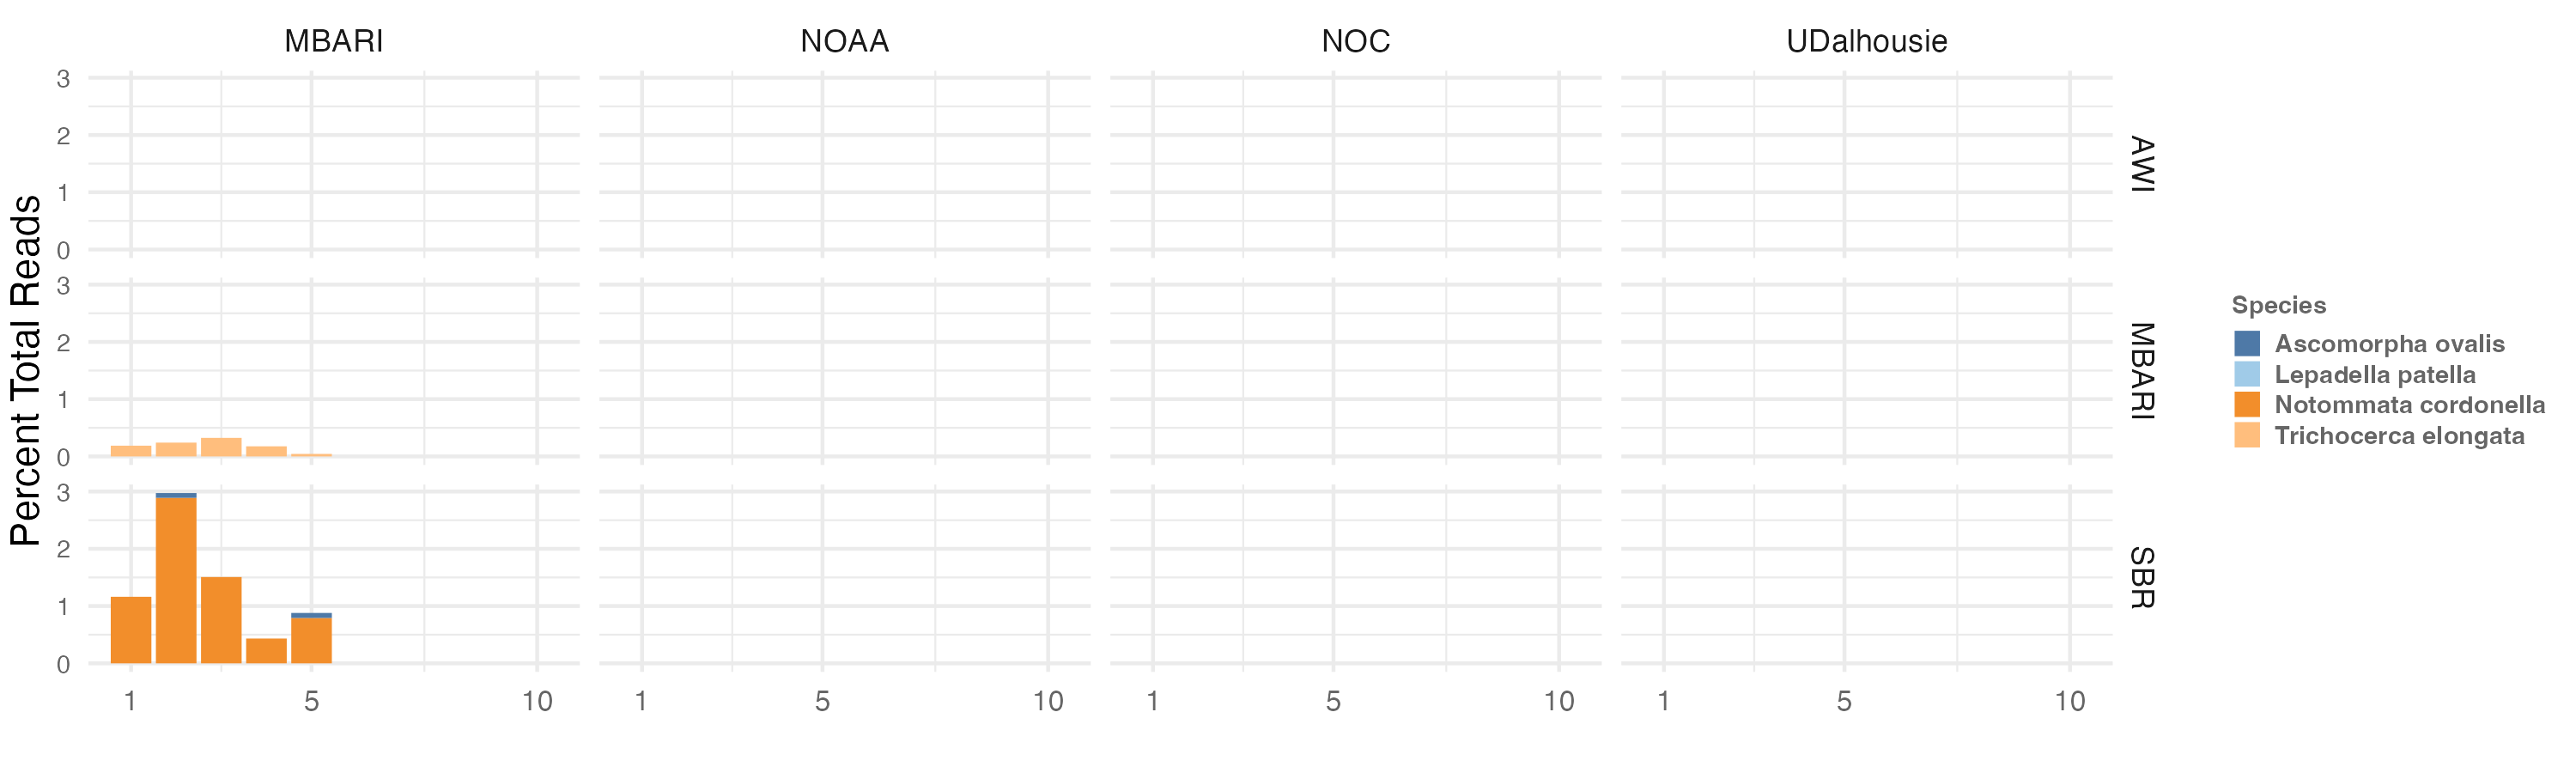 MBARI NOAA NOC UDalhousie
Percent Total Reads
3
2
1
0
AWI
3
2
1
0
MBARI
3
2
1
0
SBR
1 5 10 1 5 10 1 5 10 1 5 10
Species
Ascomorpha ovalis
Lepadella patella
Notommata cordonella
Trichocerca elongata